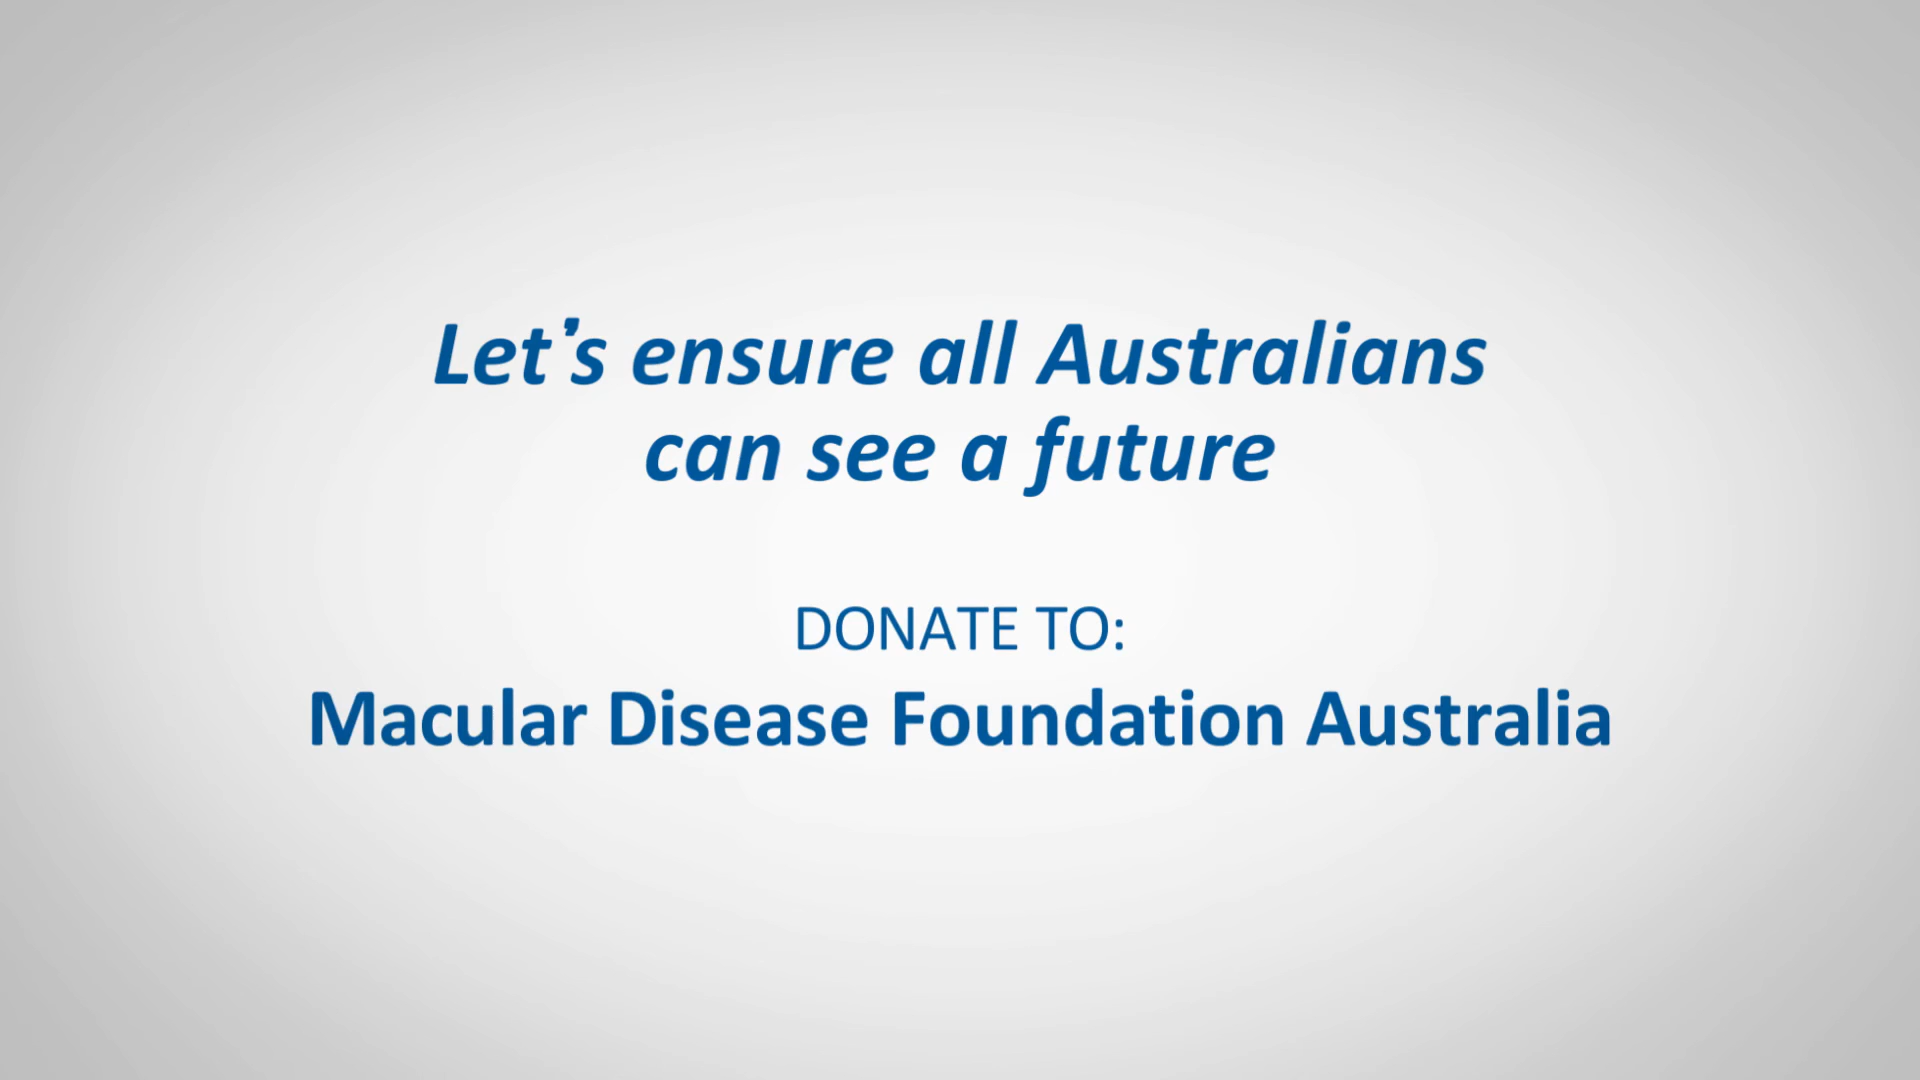 Let’s ensure all Australians
can see a future
DONATE TO:
Macular Disease Foundation Australia